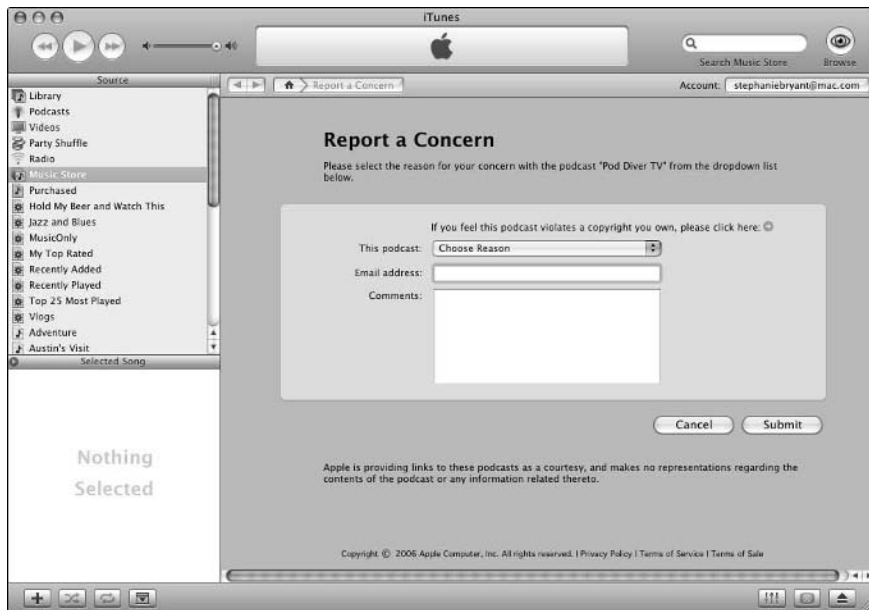 iTunes
Search Music Store
Browse
Source
Report a Concern
Account: stephaniebryant@mac.com
Library
Podcasts
Videos
Party Shuffle
Radio
Music Store
Purchased
Hold My Beer and Watch This
Jazz and Blues
MusicOnly
My Top Rated
Recently Added
Recently Played
Top 25 Most Played
Vlogs
Adventure
Austin's Visit
Selected Song
Nothing
Selected
Report a Concern
Please select the reason for your concern with the podcast "Pod Diver TV" from the dropdown list
below.
If you feel this podcast violates a copyright you own, please click here:
This podcast: Choose Reason
Email address:
Comments:
Cancel
Submit
Apple is providing links to these podcasts as a courtesy, and makes no representations regarding the
contents of the podcast or any information related thereto.
Copyright © 2006 Apple Computer, Inc. All rights reserved. | Privacy Policy | Terms of Service | Terms of Sale